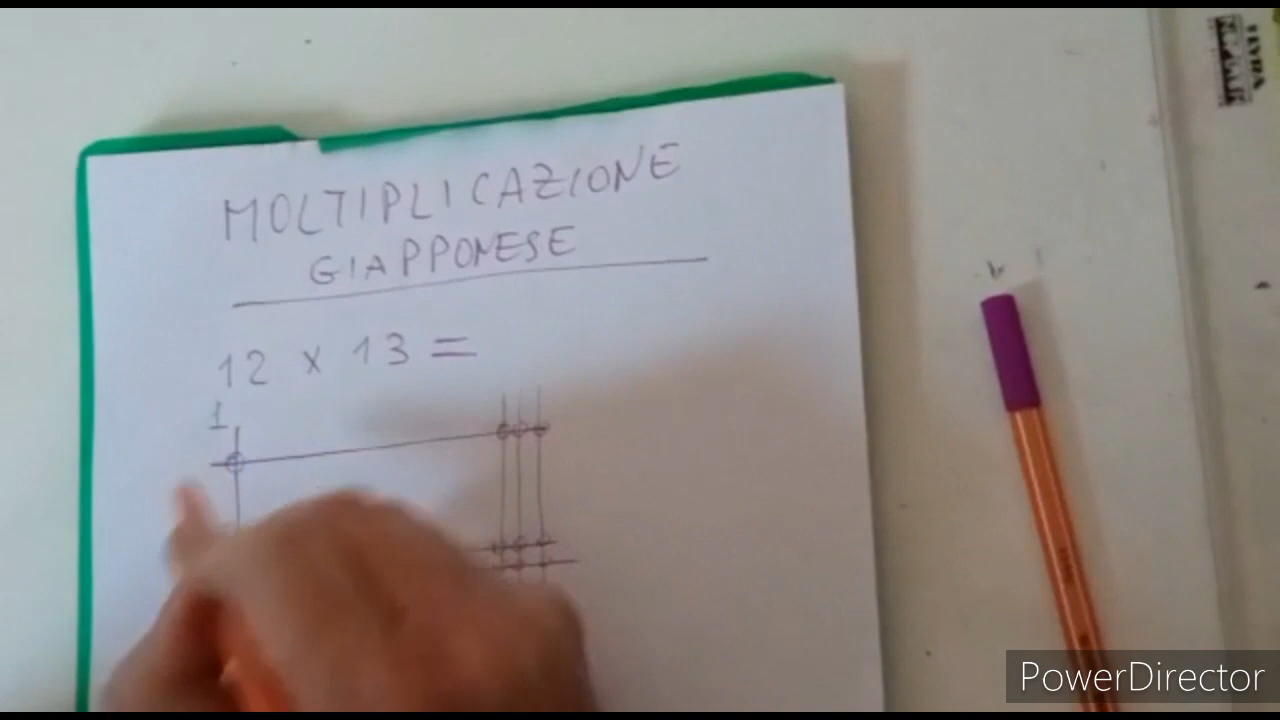 MOLTIPLICAZIONE
GIAPPONESE
12 x 13 =
1
PowerDirector